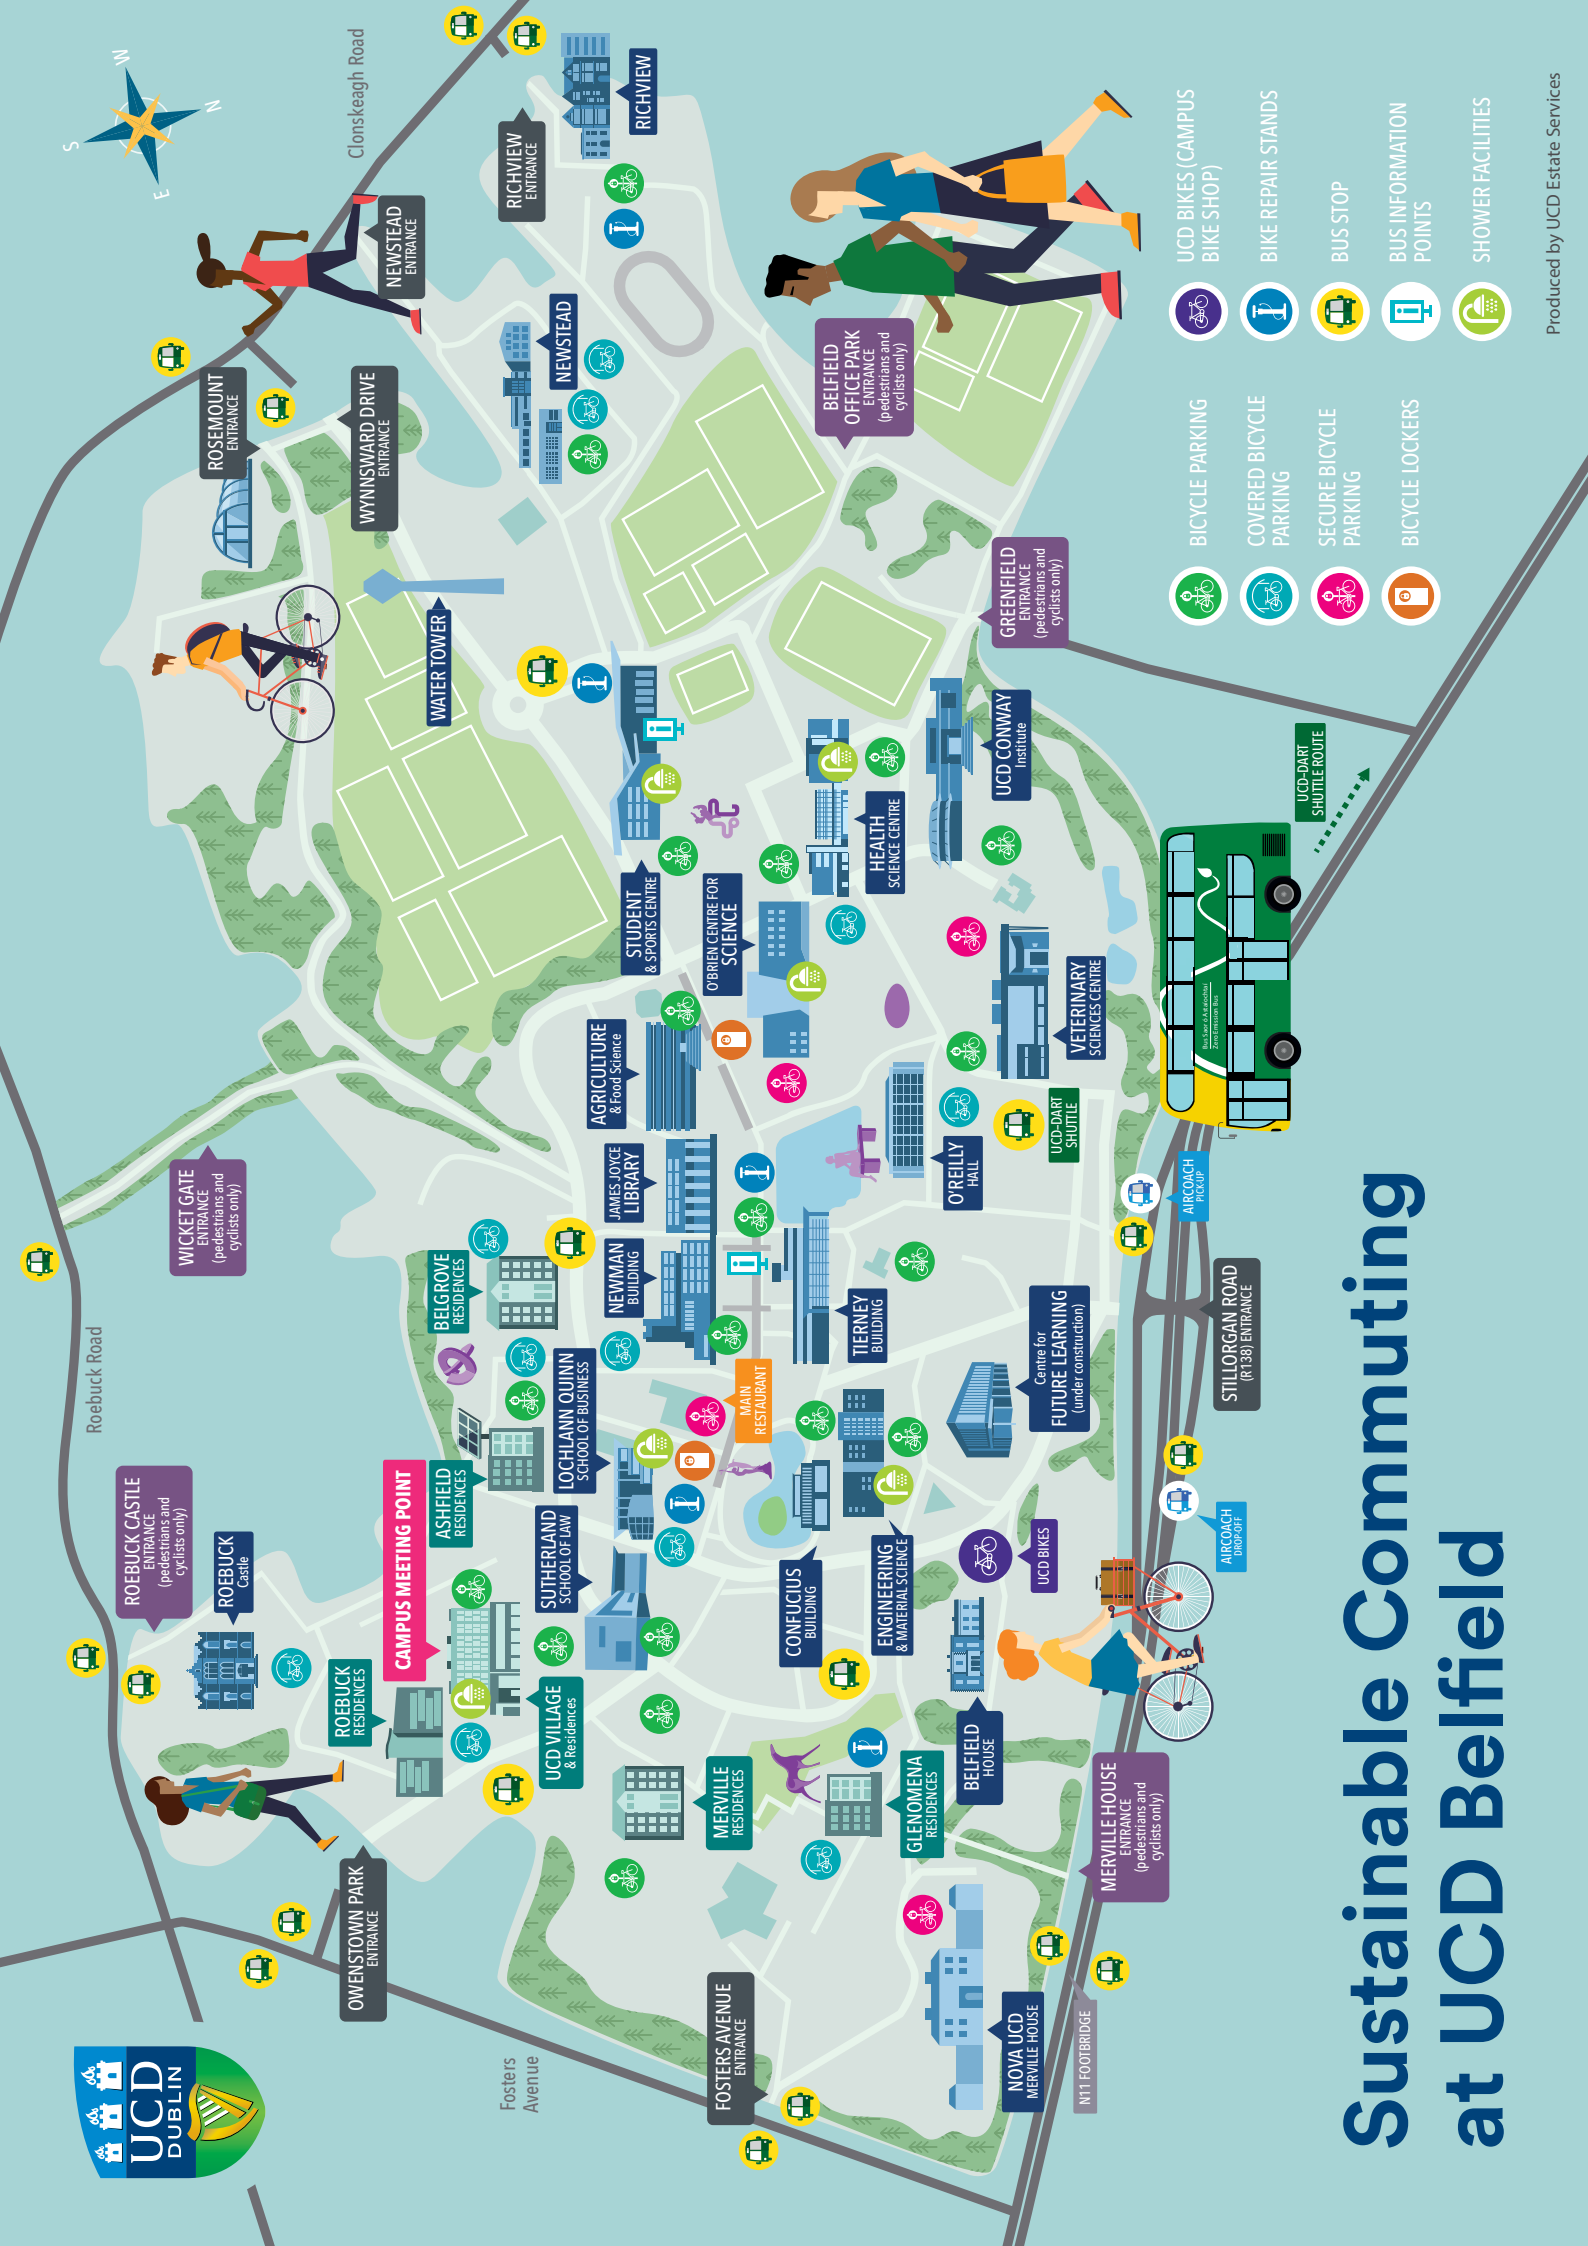 UCD
DUBLIN
Fosters
Avenue
Roebuck Road
Clonskeagh Road
S
W
E
N
OWENSTOWN PARK
ENTRANCE
ROEBUCK CASTLE
ENTRANCE
(pedestrians and
cyclists only)
ROEBUCK
Castle
WICKET GATE
ENTRANCE
(pedestrians and
cyclists only)
ROSEMOUNT
ENTRANCE
WYNNSWARD DRIVE
ENTRANCE
NEWSTEAD
ENTRANCE
RICHVIEW
ENTRANCE
RICHVIEW
NEWSTEAD
WATER TOWER
ROEBUCK
RESIDENCES
CAMPUS MEETING POINT
ASHFIELD
RESIDENCES
BELGROVE
RESIDENCES
UCD VILLAGE
& Residences
SUTHERLAND
SCHOOL OF LAW
LOCHLANN QUINN
SCHOOL OF BUSINESS
NEWMAN
BUILDING
JAMES JOYCE
LIBRARY
AGRICULTURE
& Food Science
STUDENT
& SPORTS CENTRE
O'BRIEN CENTRE FOR
SCIENCE
MAIN
RESTAURANT
MERVILLE
RESIDENCES
FOSTERS AVENUE
ENTRANCE
CONFUCIUS
BUILDING
TIERNEY
BUILDING
HEALTH
SCIENCE CENTRE
BELFIELD
OFFICE PARK
ENTRANCE
(pedestrians and
cyclists only)
GLENOMENA
RESIDENCES
ENGINEERING
& MATERIAL SCIENCE
O'REILLY
HALL
UCD CONWAY
Institute
GREENFIELD
ENTRANCE
(pedestrians and
cyclists only)
BELFIELD
HOUSE
UCD BIKES
Centre for
FUTURE LEARNING
(under construction)
UCD-DART
SHUTTLE
VETERINARY
SCIENCES CENTRE
NOVA UCD
MERVILLE HOUSE
N11 FOOTBRIDGE
MERVILLE HOUSE
ENTRANCE
(pedestrians and
cyclists only)
AIRCOACH
DROP-OFF
STILLORGAN ROAD
(R138) ENTRANCE
AIRCOACH
PICK-UP
Bus Saor ó Astaíochtaí
Zero Emission Bus
UCD-DART
SHUTTLE ROUTE
BICYCLE PARKING
COVERED BICYCLE
PARKING
SECURE BICYCLE
PARKING
BICYCLE LOCKERS
UCD BIKES (CAMPUS
BIKE SHOP)
BIKE REPAIR STANDS
BUS STOP
BUS INFORMATION
POINTS
SHOWER FACILITIES
Sustainable Commuting
at UCD Belfield
Produced by UCD Estate Services